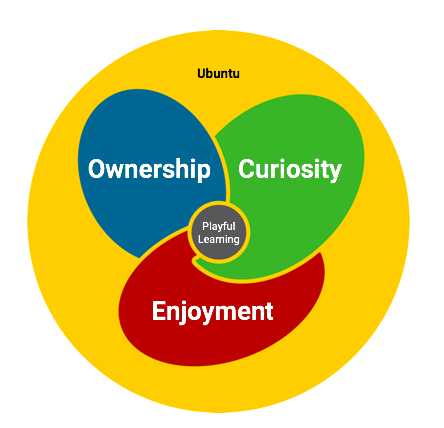 Ubuntu
Ownership
Curiosity
Playful
Learning
Enjoyment